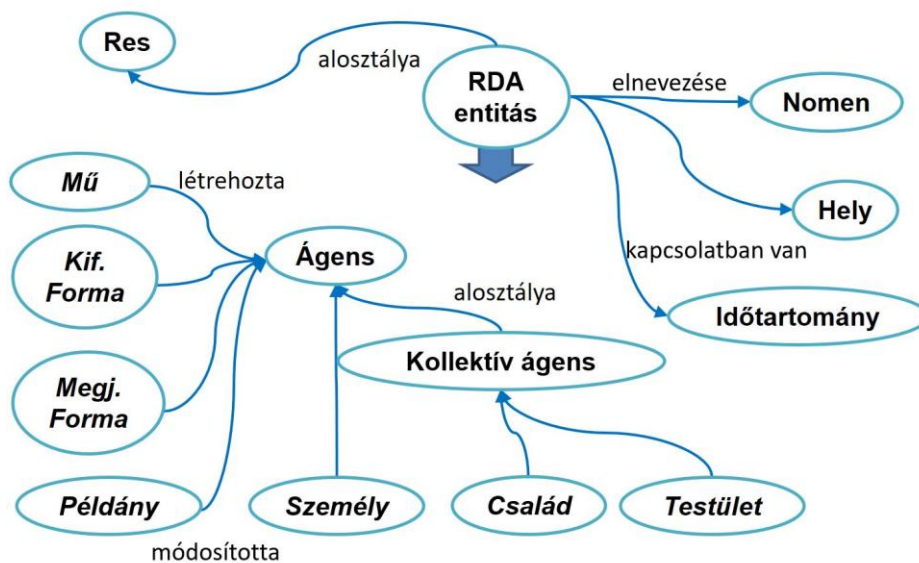 Res
alosztálya
RDA
entitás
elnevezése
Nomen
Mű
létrehozta
Hely
Kif.
Forma
Ágens
kapcsolatban van
alosztálya
Időtartomány
Kollektív ágens
Megj.
Forma
Példány
Személy
Család
Testület
módosította